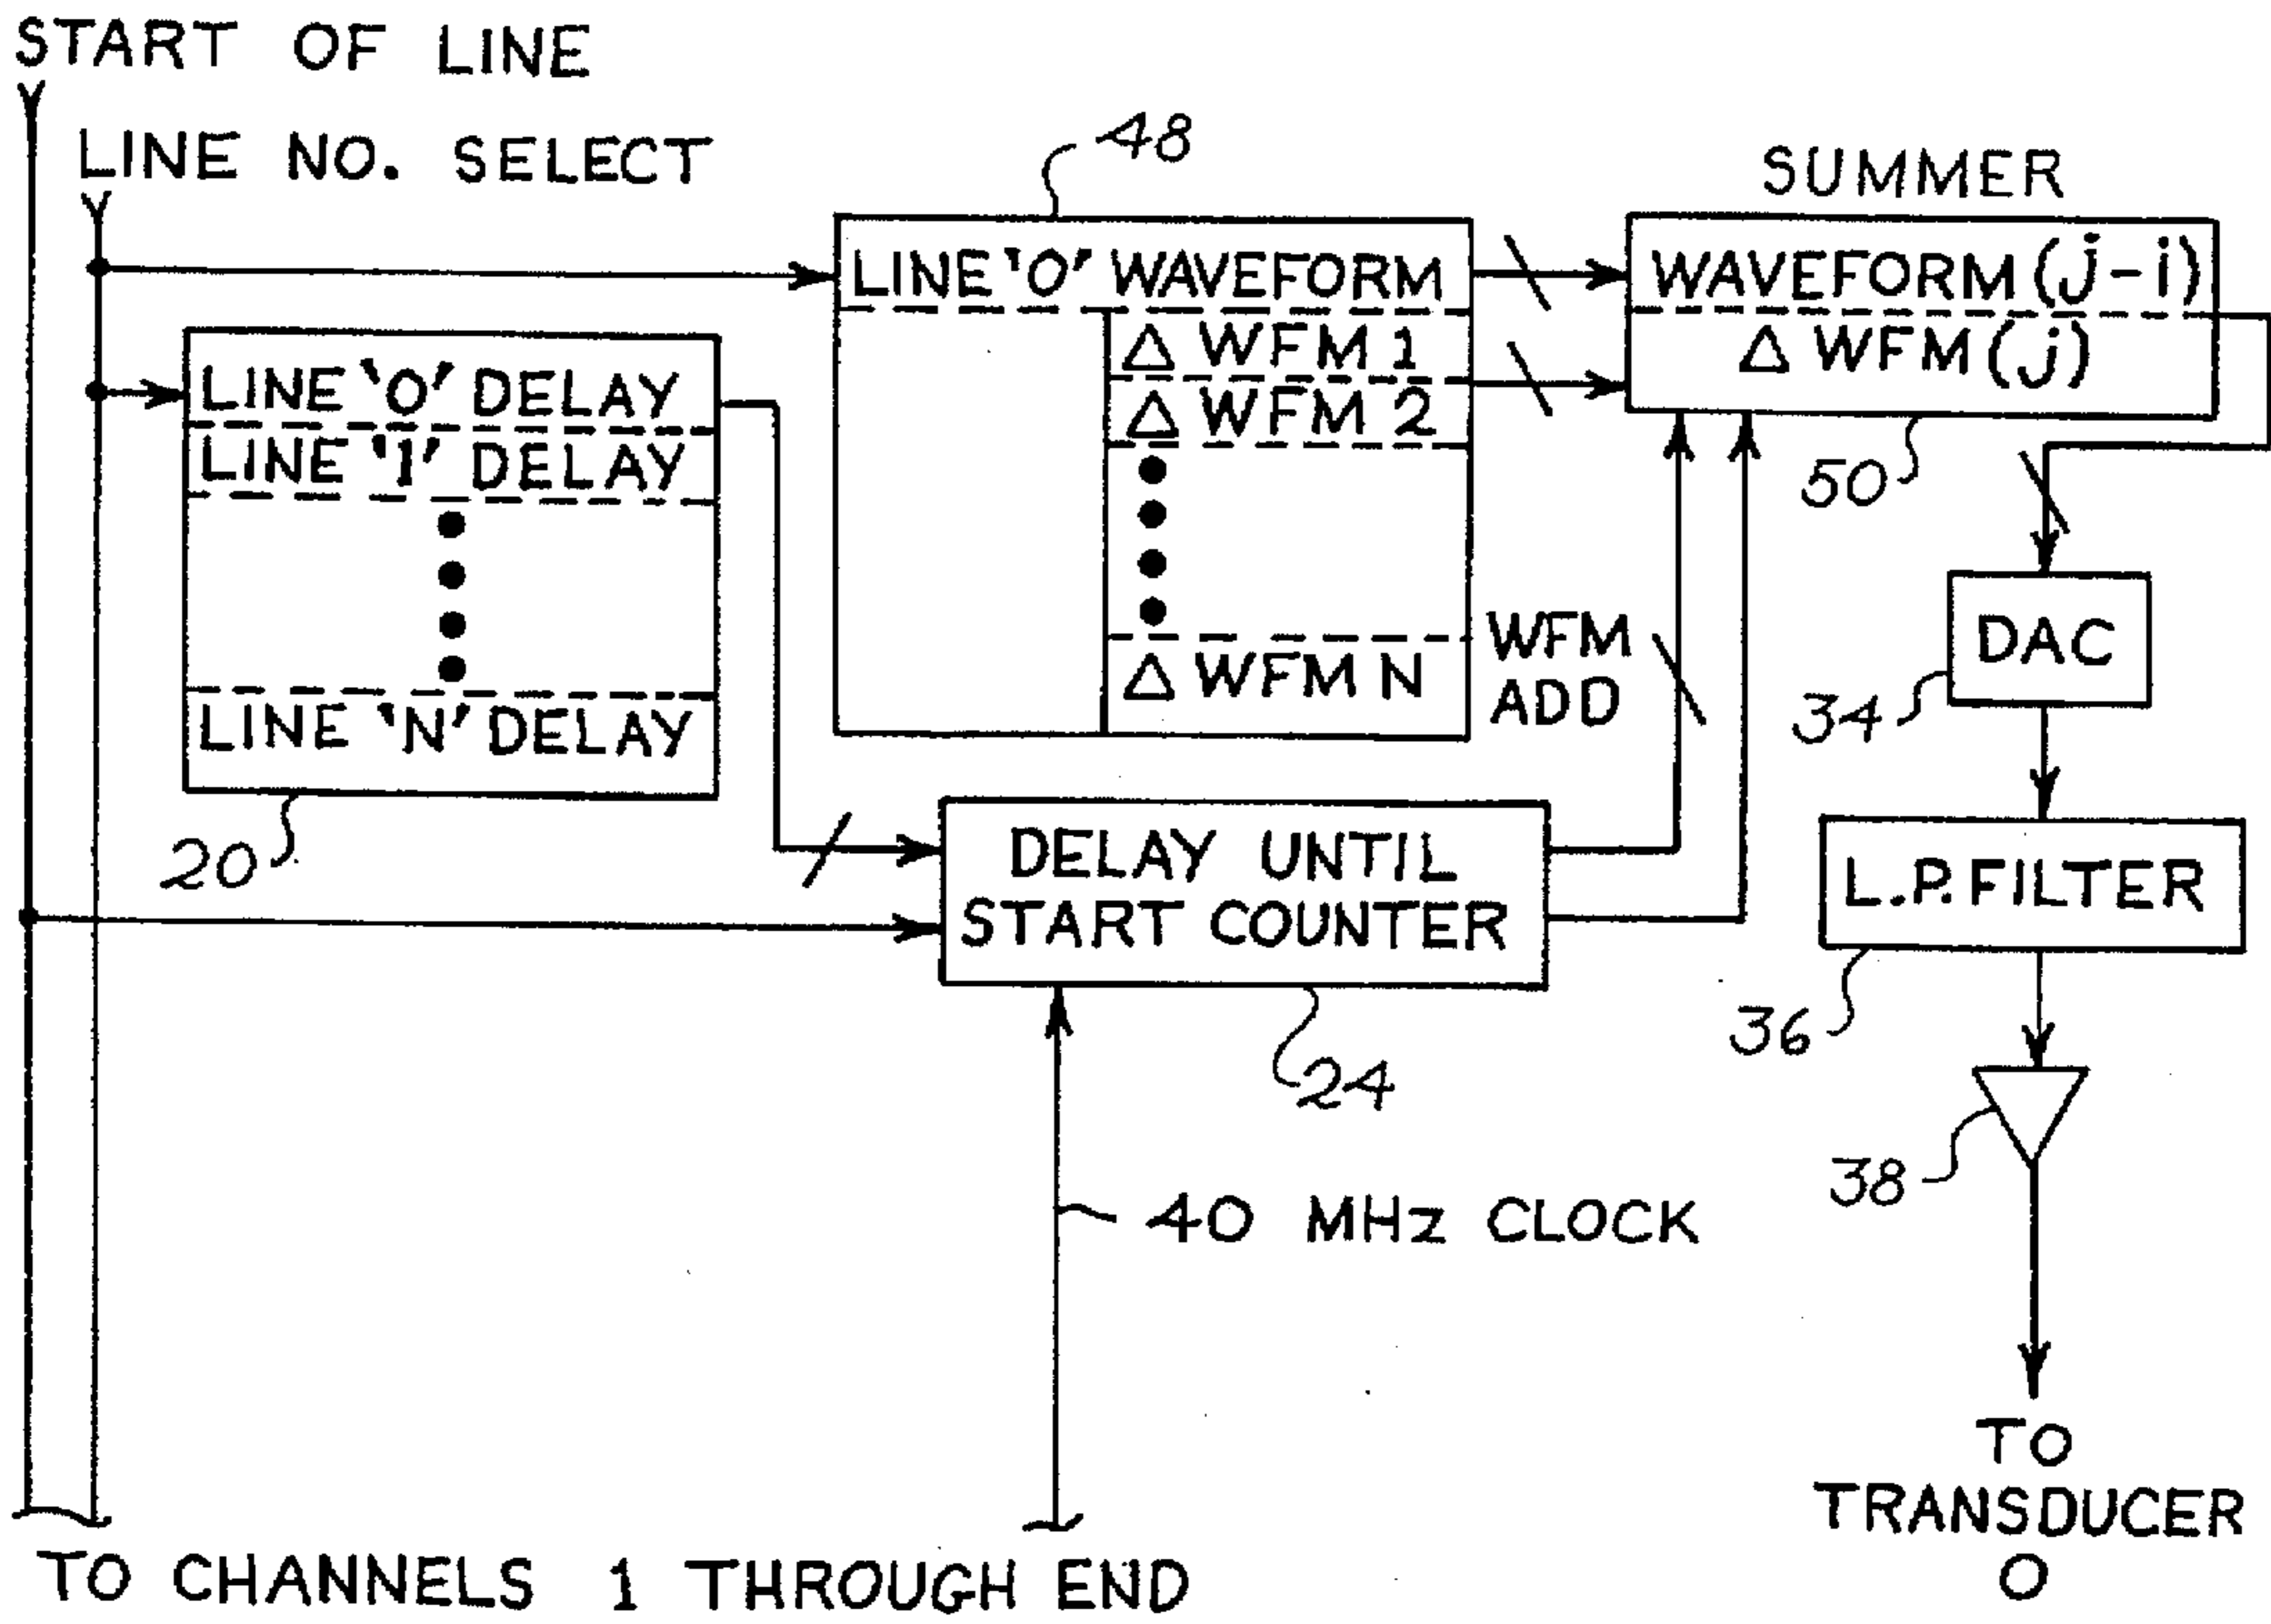 START OF LINE
LINE NO. SELECT
48
SUMMER
LINE 'O' WAVEFORM
WAVEFORM (j-i)
Δ WFM 1
Δ WFM (j)
Δ WFM 2
LINE 'O' DELAY
LINE '1' DELAY
50
DAC
WFM
ADD
Δ WFM N
34
LINE 'N' DELAY
20
DELAY UNTIL
START COUNTER
L.P. FILTER
36
24
38
40 MHz CLOCK
TO
TRANSDUCER
O
TO CHANNELS 1 THROUGH END